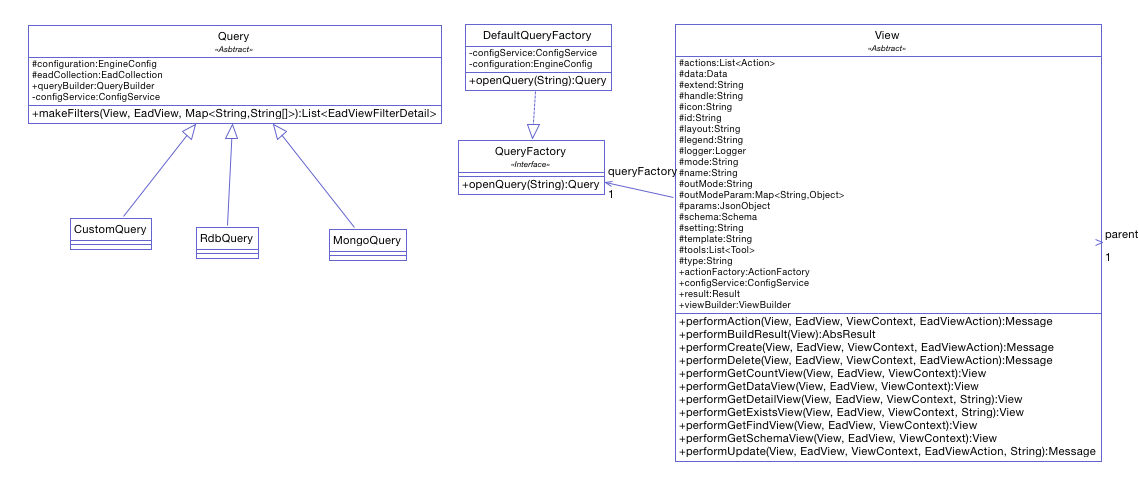 Query
«Asbtract»
#configuration:EngineConfig
#eadCollection:EadCollection
+queryBuilder:QueryBuilder
-configService:ConfigService
+makeFilters(View, EadView, Map<String,String[]>):List<EadViewFilterDetail>
CustomQuery
RdbQuery
MongoQuery
DefaultQueryFactory
-configService:ConfigService
-configuration:EngineConfig
+openQuery(String):Query
QueryFactory
«Interface»
+openQuery(String):Query
queryFactory
1
View
«Asbtract»
#actions:List<Action>
#data:Data
#extend:String
#handle:String
#icon:String
#id:String
#layout:String
#legend:String
#logger:Logger
#mode:String
#name:String
#outMode:String
#outModeParam:Map<String,Object>
#params:JsonObject
#schema:Schema
#setting:String
#template:String
#tools:List<Tool>
#type:String
+actionFactory:ActionFactory
+configService:ConfigService
+result:Result
+viewBuilder:ViewBuilder
+performAction(View, EadView, ViewContext, EadViewAction):Message
+performBuildResult(View):AbsResult
+performCreate(View, EadView, ViewContext, EadViewAction):Message
+performDelete(View, EadView, ViewContext, EadViewAction):Message
+performGetCountView(View, EadView, ViewContext):View
+performGetDataView(View, EadView, ViewContext):View
+performGetDetailView(View, EadView, ViewContext, String):View
+performGetExistsView(View, EadView, ViewContext, String):View
+performGetFindView(View, EadView, ViewContext):View
+performGetSchemaView(View, EadView, ViewContext):View
+performUpdate(View, EadView, ViewContext, EadViewAction, String):Message
parent
1